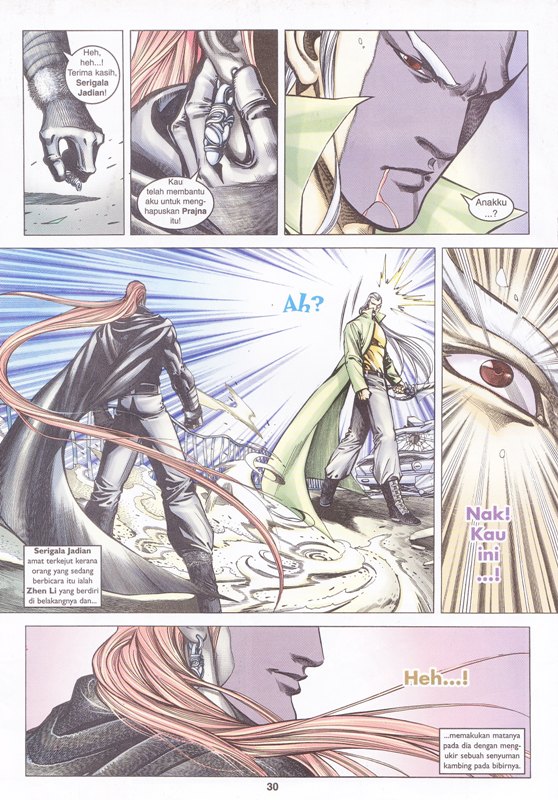 Heh,
heh...!
Terima kasih,
Serigala
Jadian!
Kau
telah membantu
aku untuk meng-
hapuskan Prajna
itu!
Anakku
...?
Ah?
Nak!
Kau
ini
...!
Serigala Jadian
amat terkejut kerana
orang yang sedang
berbicara itu ialah
Zhen Li yang berdiri
di belakangnya dan...
Heh...!
...memakukan matanya
pada dia dengan meng-
ukir sebuah senyuman
kambing pada bibirnya.
30